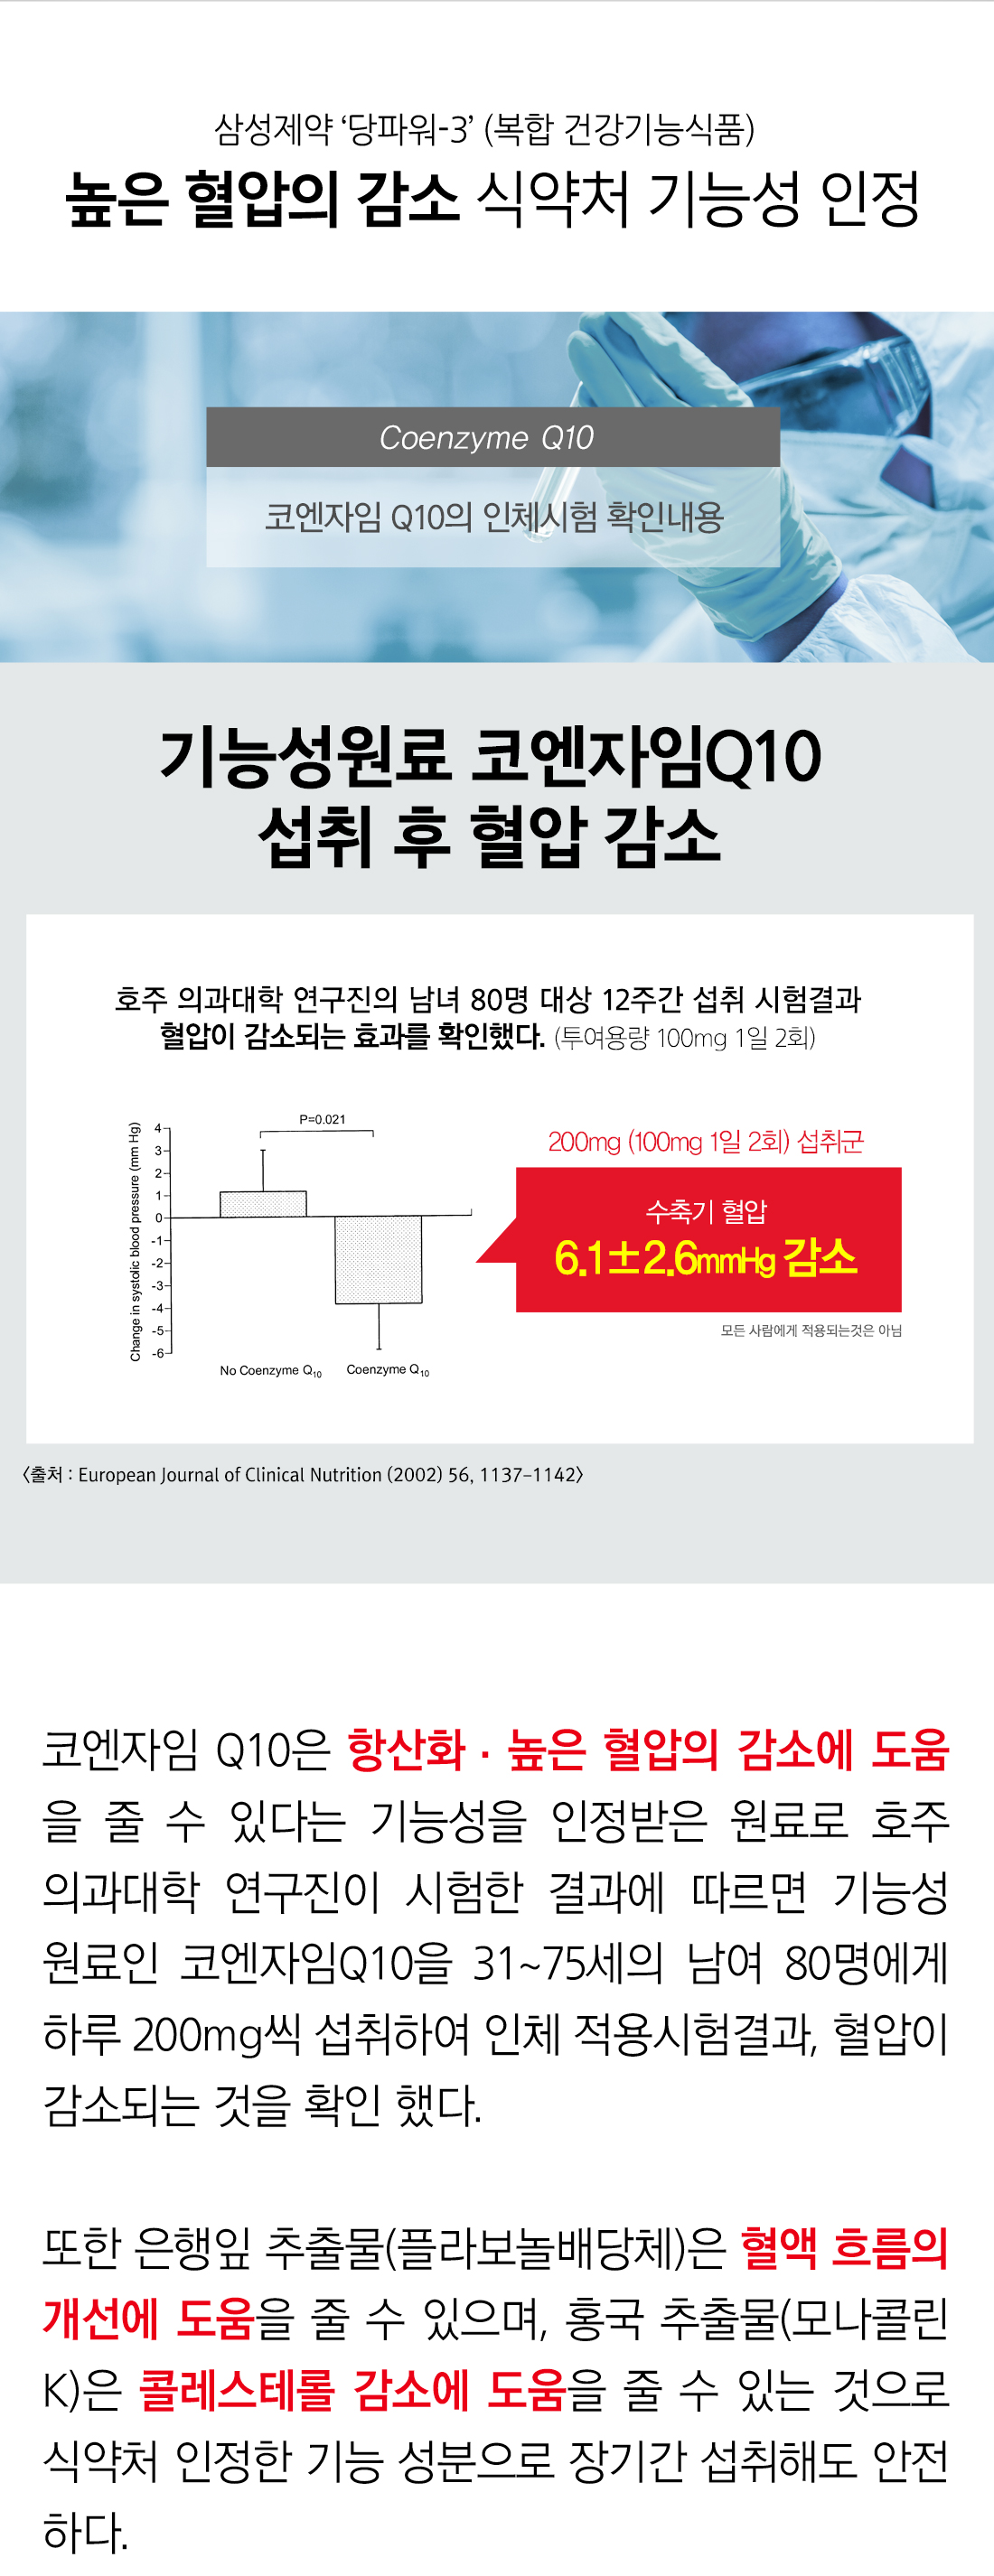 삼성제약 ‘당파워-3’ (복합 건강기능식품)
높은 혈압의 감소 식약처 기능성 인정
Coenzyme Q10
코엔자임 Q10의 인체시험 확인내용
기능성원료 코엔자임Q10
섭취 후 혈압 감소
호주 의과대학 연구진의 남녀 80명 대상 12주간 섭취 시험결과
혈압이 감소되는 효과를 확인했다. (투여용량 100mg 1일 2회)
Change in systolic blood pressure (mm Hg)
4
3
2
1
0
-1
-2
-3
-4
-5
-6
P=0.021
No Coenzyme Q10
Coenzyme Q10
200mg (100mg 1일 2회) 섭취군
수축기 혈압
6.1±2.6mmHg 감소
모든 사람에게 적용되는것은 아님
〈출처 : European Journal of Clinical Nutrition (2002) 56, 1137–1142〉
코엔자임 Q10은 항산화 · 높은 혈압의 감소에 도움
을 줄 수 있다는 기능성을 인정받은 원료로 호주
의과대학 연구진이 시험한 결과에 따르면 기능성
원료인 코엔자임Q10을 31~75세의 남여 80명에게
하루 200mg씩 섭취하여 인체 적용시험결과, 혈압이
감소되는 것을 확인 했다.
또한 은행잎 추출물(플라보놀배당체)은 혈액 흐름의
개선에 도움을 줄 수 있으며, 홍국 추출물(모나콜린
K)은 콜레스테롤 감소에 도움을 줄 수 있는 것으로
식약처 인정한 기능 성분으로 장기간 섭취해도 안전
하다.